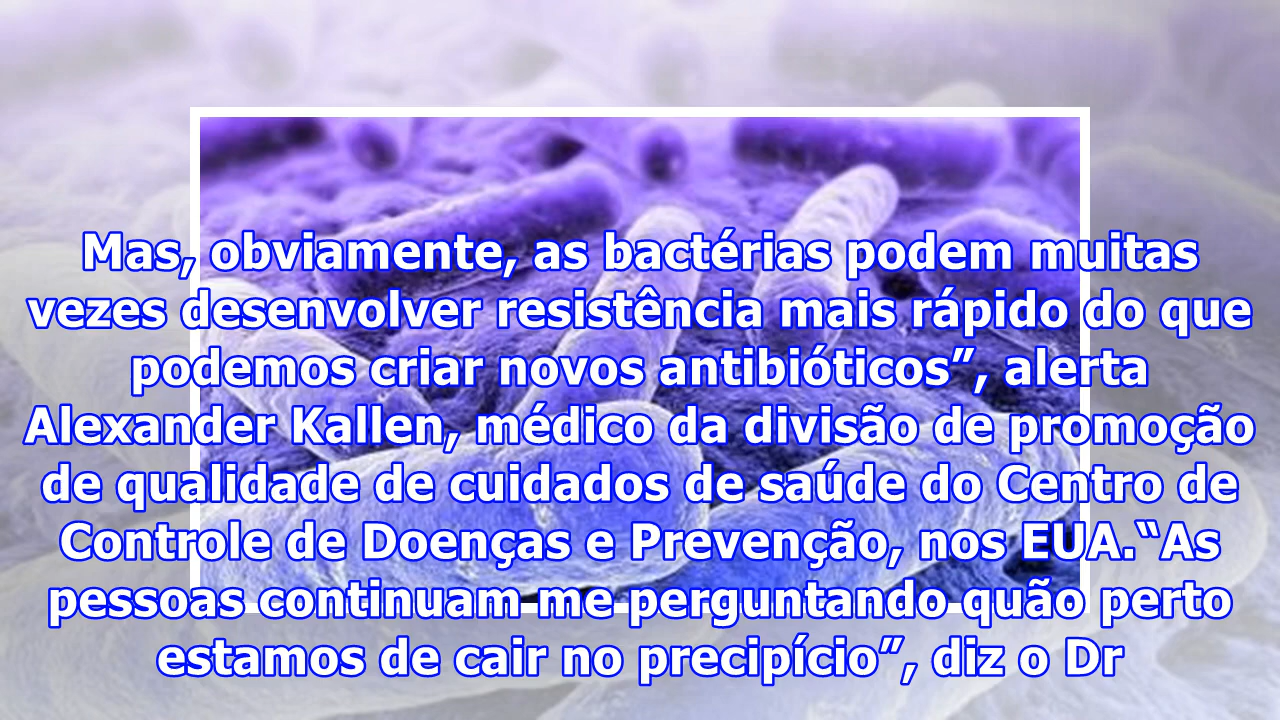 Mas, obviamente, as bactérias podem muitas
vezes desenvolver resistência mais rápido do que
podemos criar novos antibióticos”, alerta
Alexander Kallen, médico da divisão de promoção
de qualidade de cuidados de saúde do Centro de
Controle de Doenças e Prevenção, nos EUA.“As
pessoas continuam me perguntando quão perto
estamos de cair no precipício”, diz o Dr